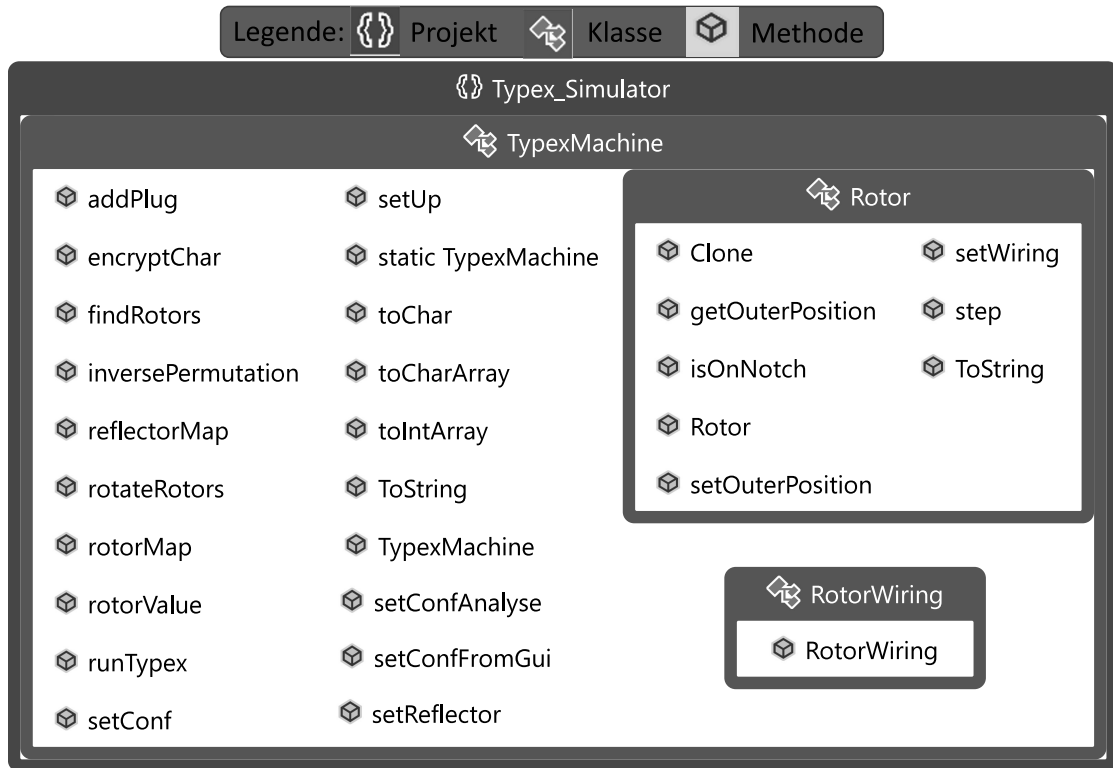 Legende: Projekt Klasse Methode
Typex_Simulator
TypexMachine
addPlug
encryptChar
findRotors
inversePermutation
reflectorMap
rotateRotors
rotorMap
rotorValue
runTypex
setConf
setUp
static TypexMachine
toChar
toCharArray
toIntArray
ToString
TypexMachine
setConfAnalyse
setConfFromGui
setReflector
Rotor
Clone
getOuterPosition
isOnNotch
Rotor
setOuterPosition
setWiring
step
ToString
RotorWiring
RotorWiring